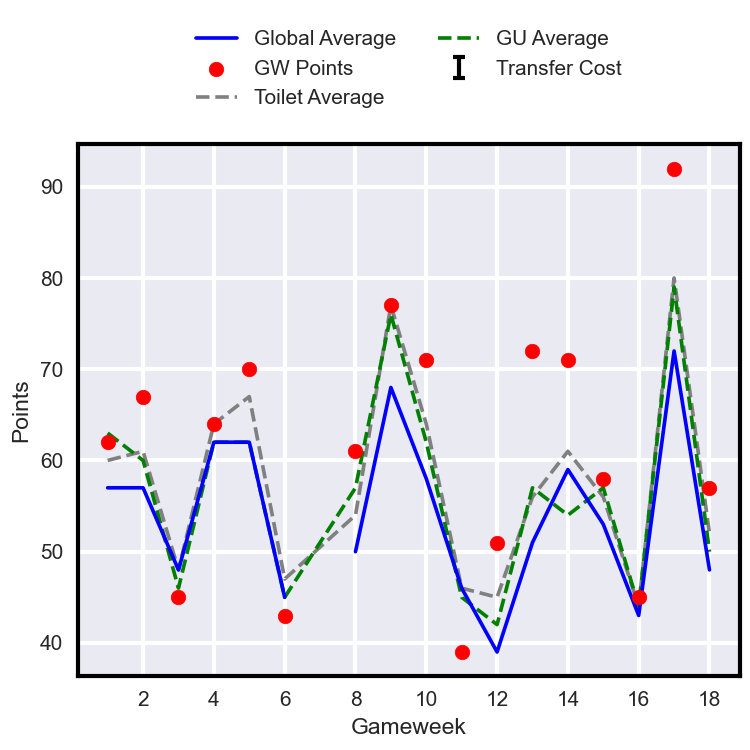 Global Average
GW Points
Toilet Average
GU Average
Transfer Cost
90
80
70
60
50
40
Points
2 4 6 8 10 12 14 16 18
Gameweek